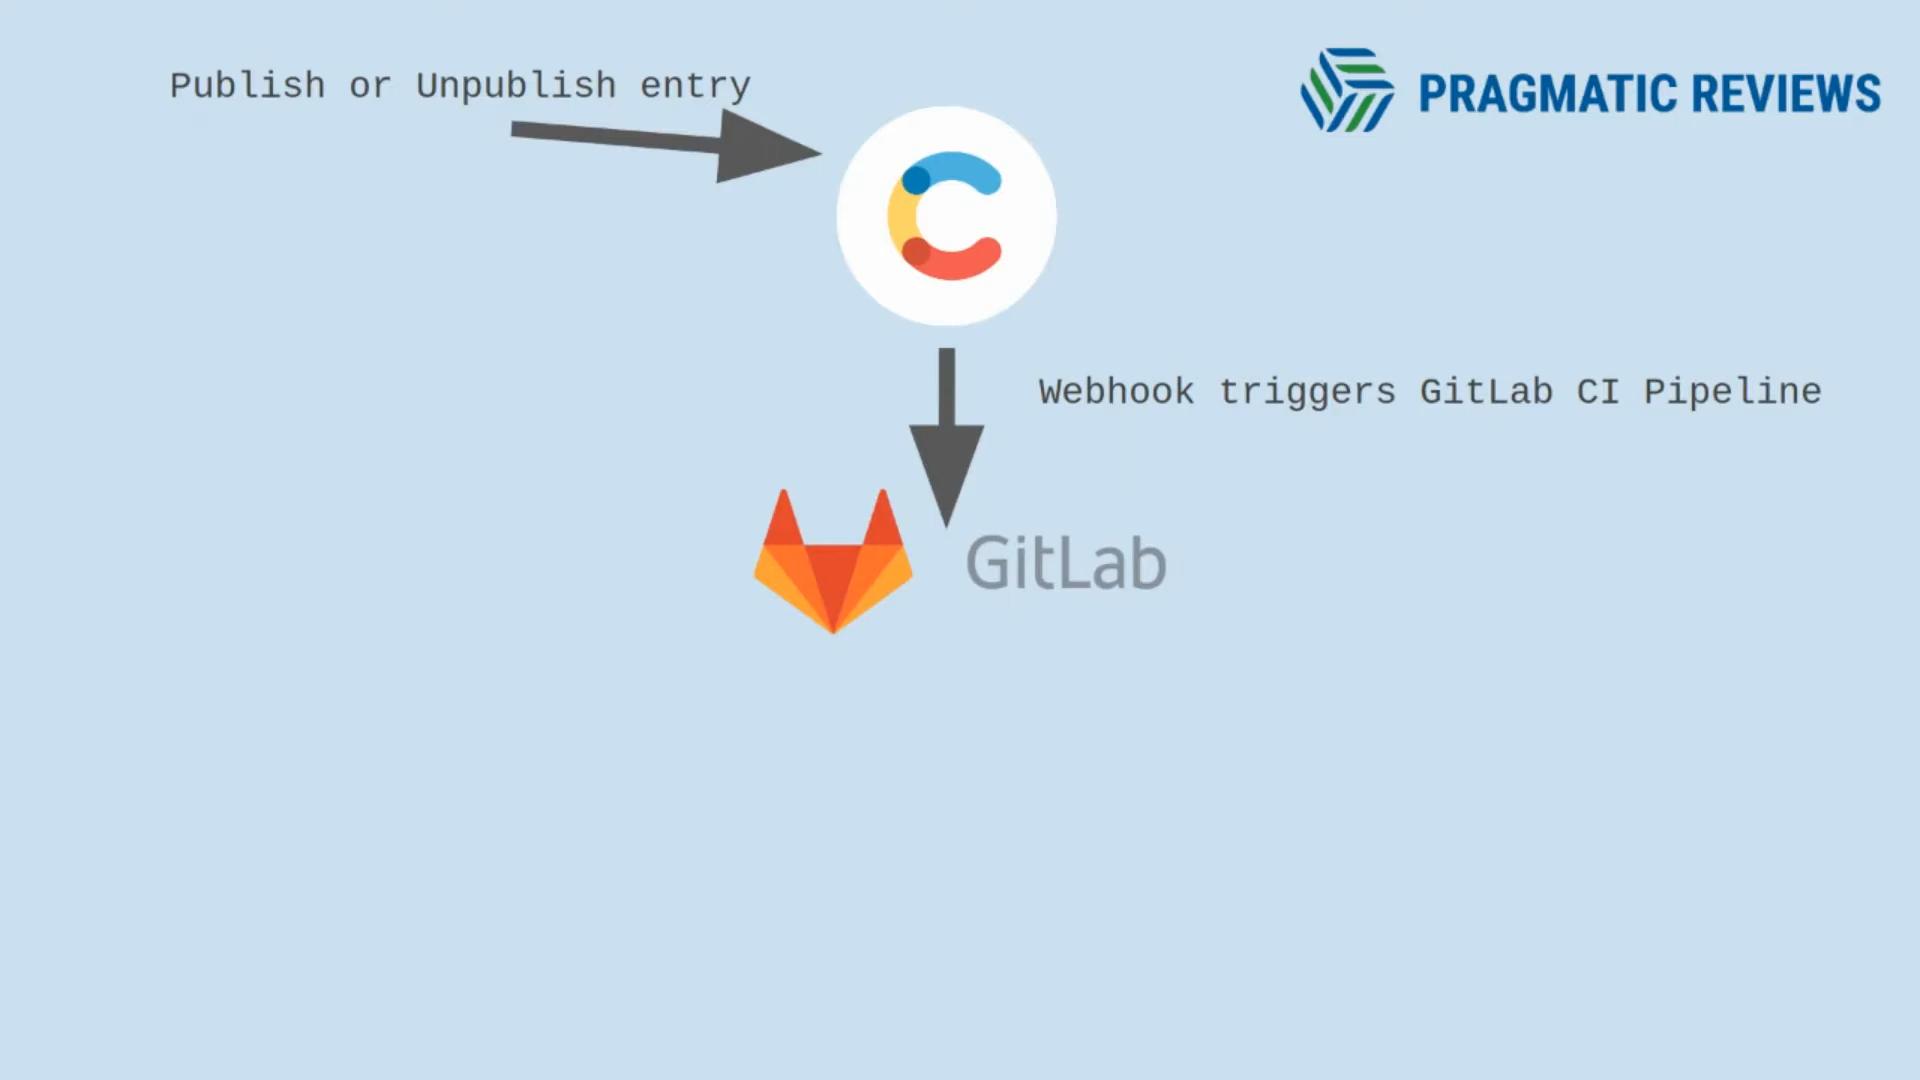 Publish or Unpublish entry
PRAGMATIC REVIEWS
Webhook triggers GitLab CI Pipeline
GitLab